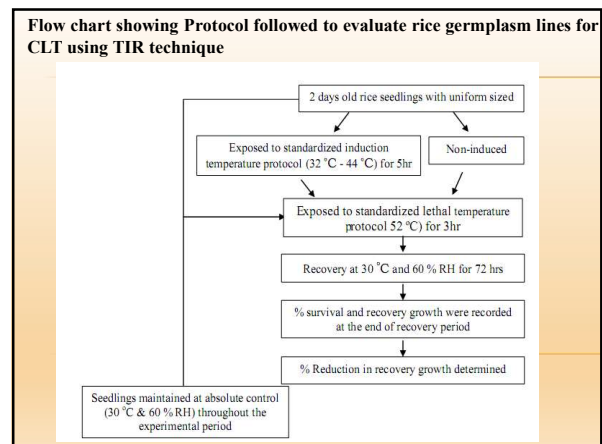 Flow chart showing Protocol followed to evaluate rice germplasm lines for
CLT using TIR technique
2 days old rice seedlings with uniform sized
Exposed to standardized induction
temperature protocol (32 °C - 44 °C) for 5hr
Non-induced
Exposed to standardized lethal temperature
protocol 52 °C) for 3hr
Recovery at 30 °C and 60 % RH for 72 hrs
% survival and recovery growth were recorded
at the end of recovery period
% Reduction in recovery growth determined
Seedlings maintained at absolute control
(30 °C & 60 % RH) throughout the
experimental period